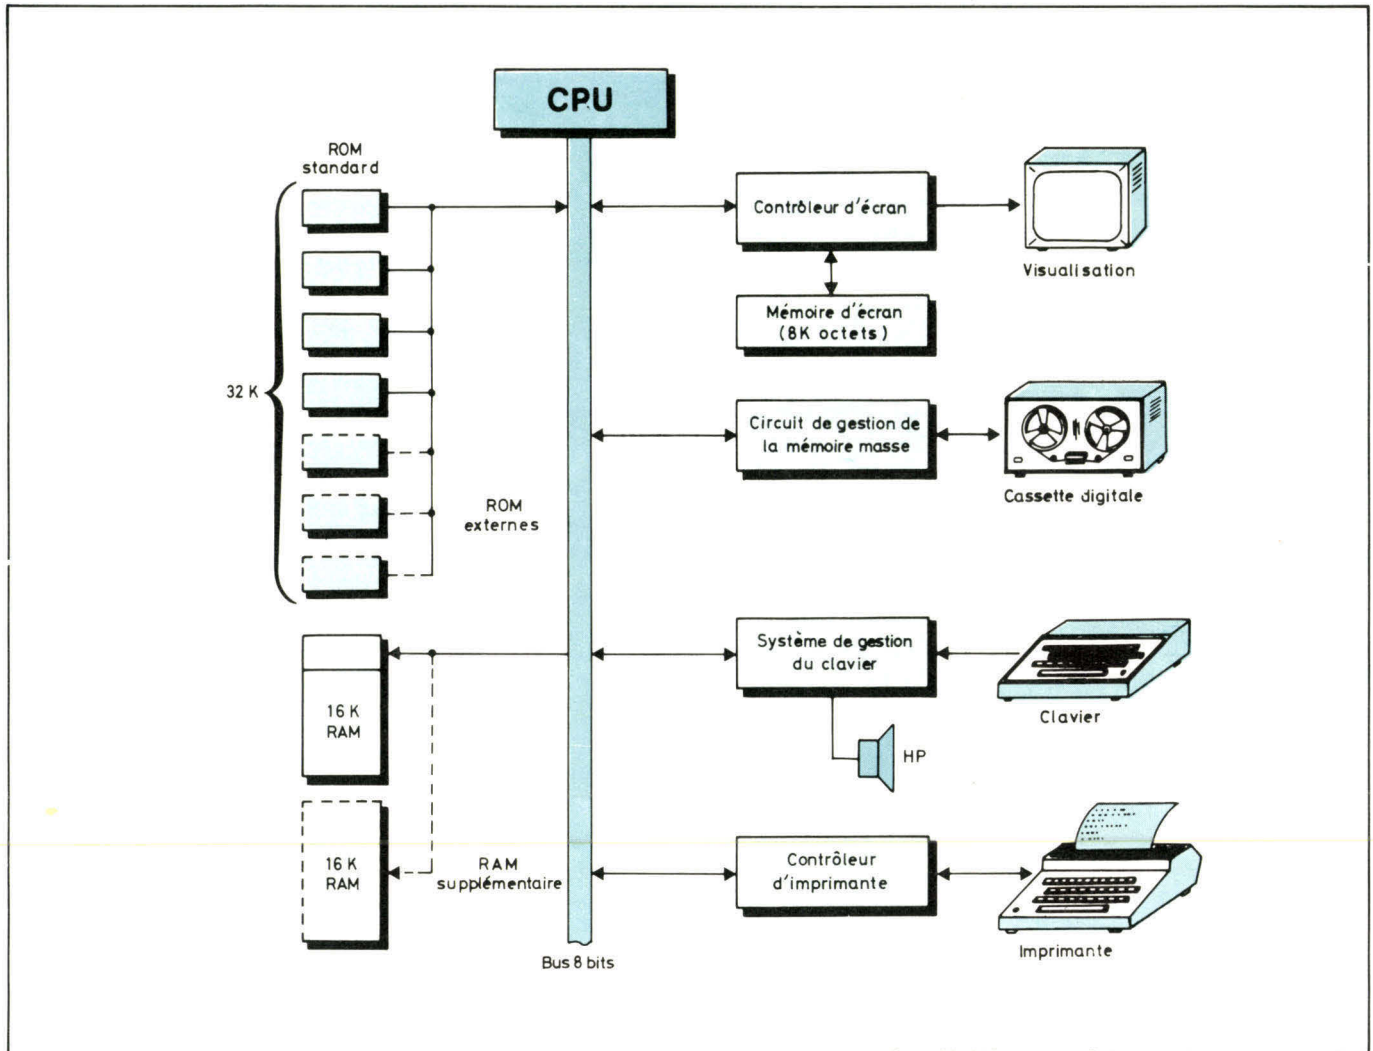 CPU
ROM
standard
32 K
ROM
externes
16 K
RAM
16 K
RAM
RAM
supplémentaire
Bus 8 bits
Contrôleur d'écran
Visualisation
Mémoire d'écran
(8K octets)
Circuit de gestion de
la mémoire masse
Cassette digitale
Système de gestion
du clavier
Clavier
HP
Contrôleur
d'imprimante
Imprimante